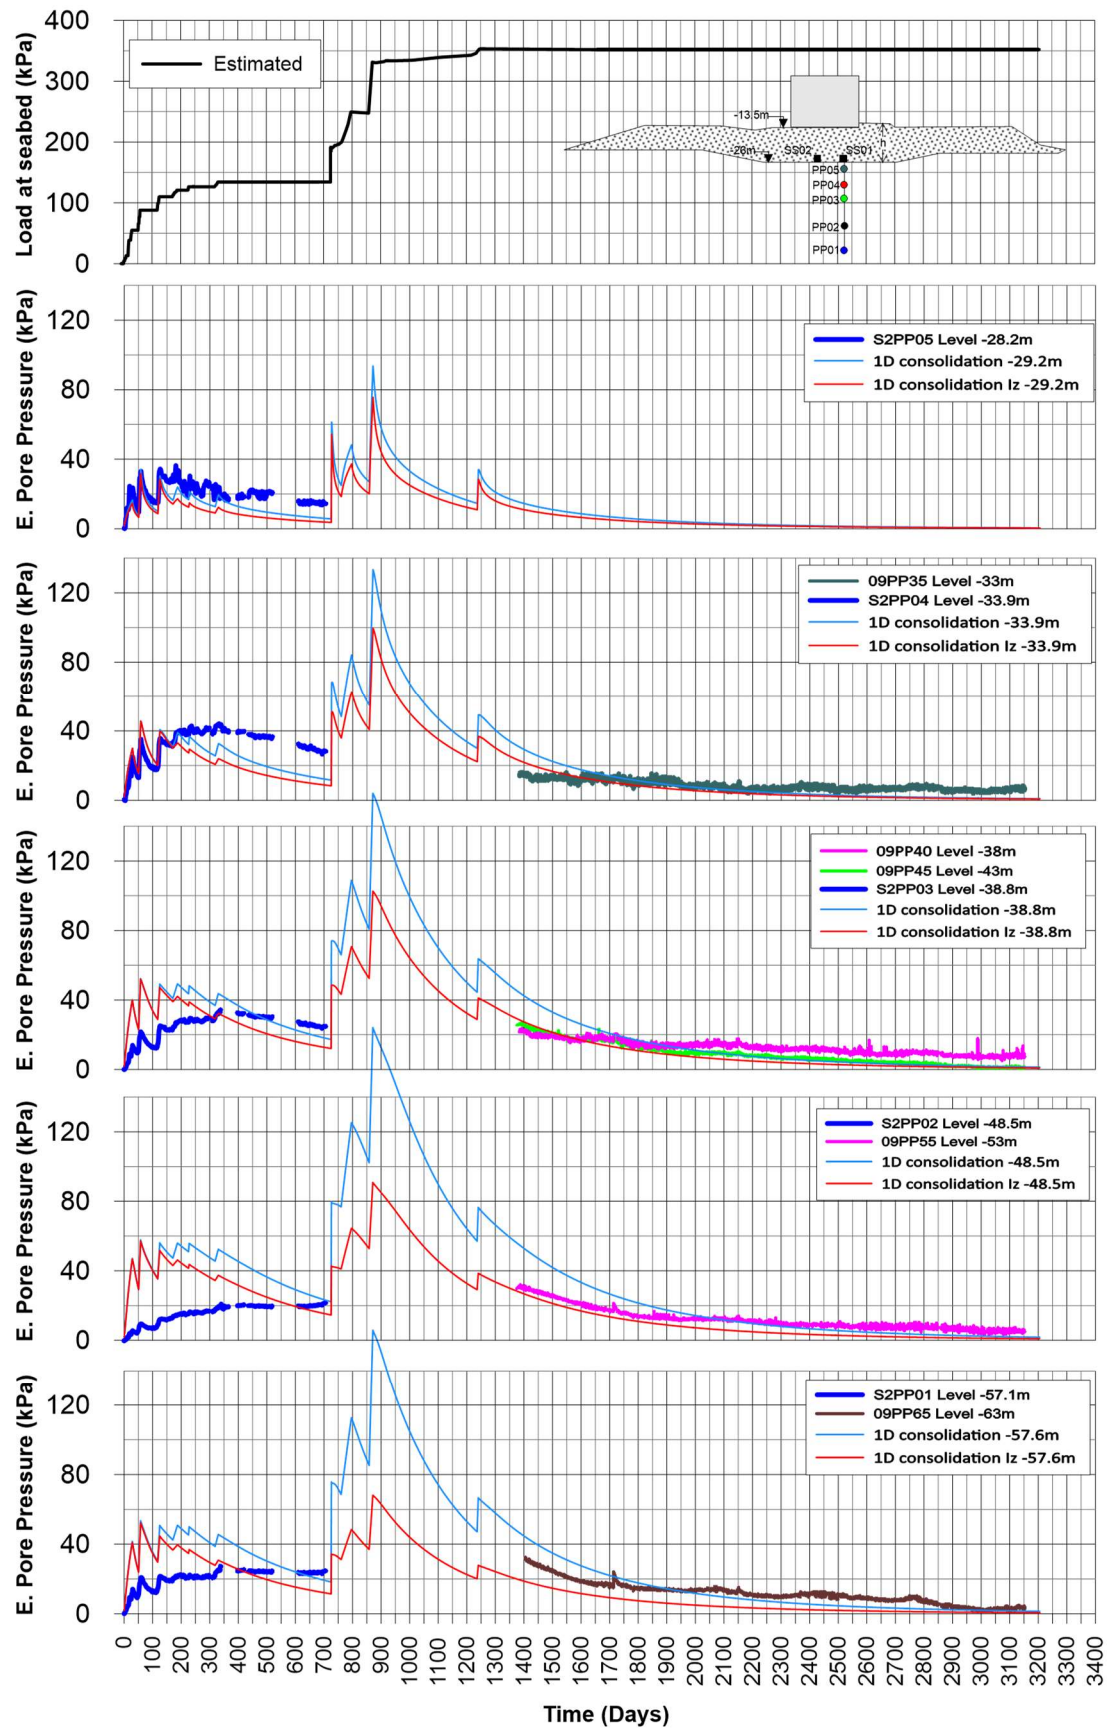 Load at seabed (kPa)
400
300
200
100
0
Estimated
-13.5m
-26m
SS02
SS01
h
PP05
PP04
PP03
PP02
PP01
E. Pore Pressure (kPa)
120
80
40
0
S2PP05 Level -28.2m
1D consolidation -29.2m
1D consolidation Iz -29.2m
E. Pore Pressure (kPa)
120
80
40
0
09PP35 Level -33m
S2PP04 Level -33.9m
1D consolidation -33.9m
1D consolidation Iz -33.9m
E. Pore Pressure (kPa)
120
80
40
0
09PP40 Level -38m
09PP45 Level -43m
S2PP03 Level -38.8m
1D consolidation -38.8m
1D consolidation Iz -38.8m
E. Pore Pressure (kPa)
120
80
40
0
S2PP02 Level -48.5m
09PP55 Level -53m
1D consolidation -48.5m
1D consolidation Iz -48.5m
E. Pore Pressure (kPa)
120
80
40
0
S2PP01 Level -57.1m
09PP65 Level -63m
1D consolidation -57.6m
1D consolidation Iz -57.6m
0 100 200 300 400 500 600 700 800 900 1000 1100 1200 1300 1400 1500 1600 1700 1800 1900 2000 2100 2200 2300 2400 2500 2600 2700 2800 2900 3000 3100 3200 3300 3400
Time (Days)